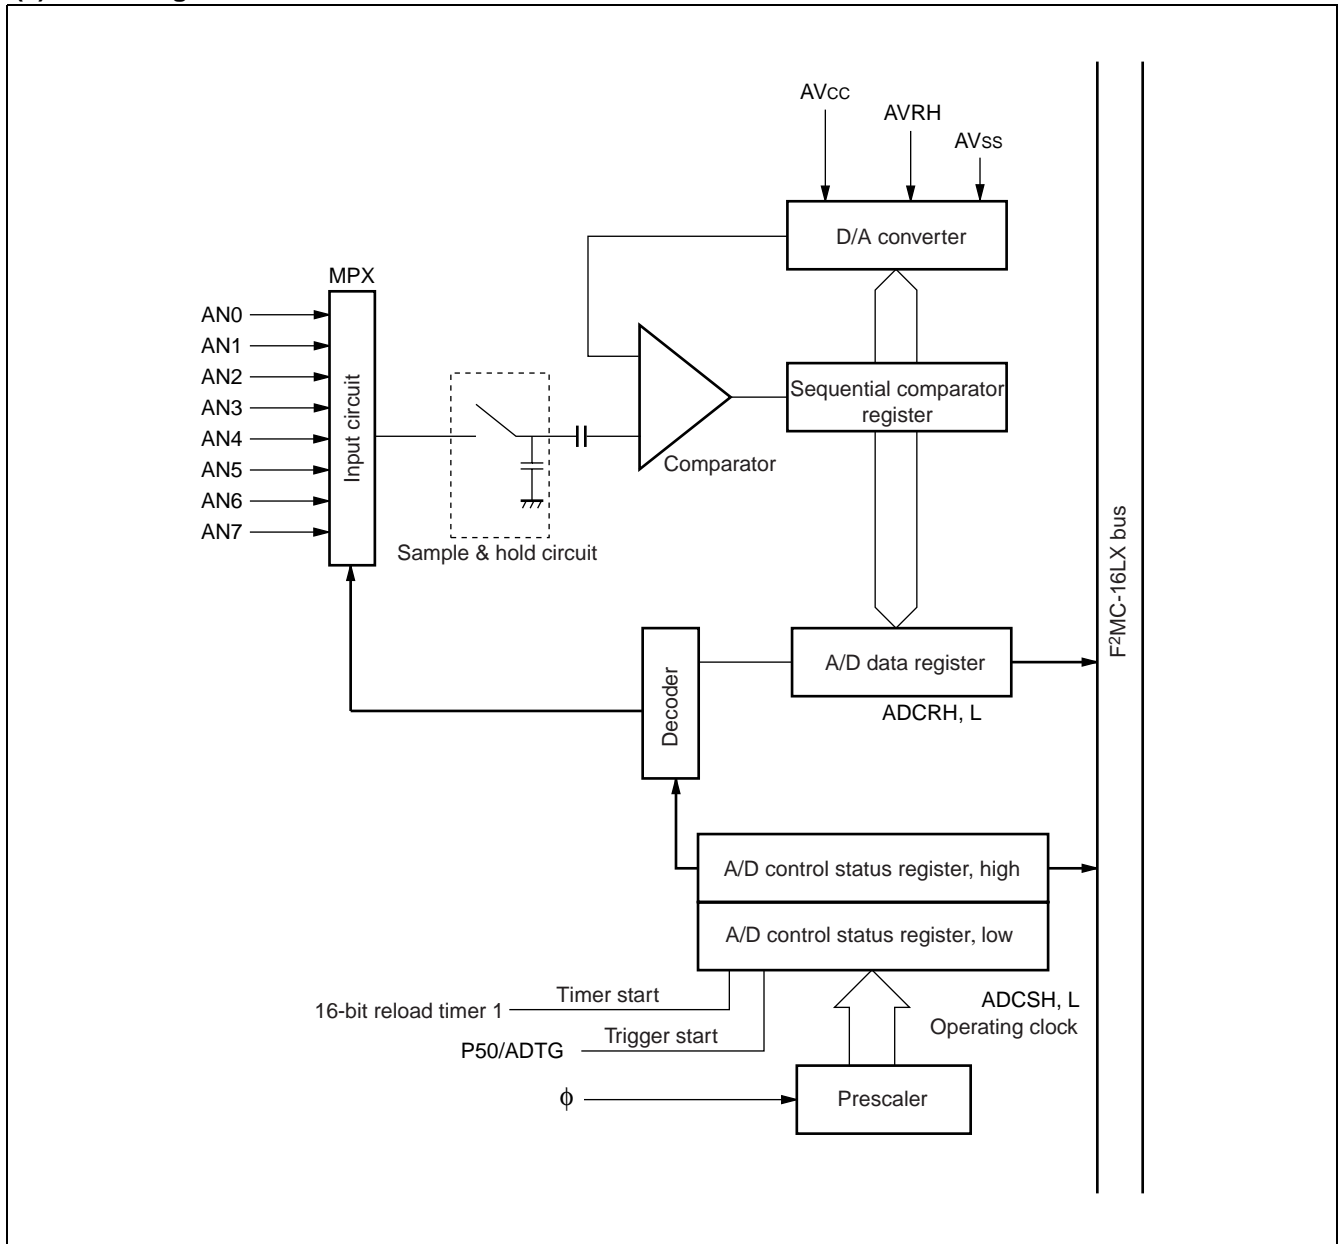 AVCC
AVRH
AVSS
D/A converter
MPX
AN0
AN1
AN2
AN3
AN4
AN5
AN6
AN7
Input circuit
Sequential comparator
register
Comparator
Sample & hold circuit
F²MC-16LX bus
Decoder
A/D data register
ADCRH, L
A/D control status register, high
A/D control status register, low
16-bit reload timer 1
Timer start
ADCSH, L
Operating clock
P50/ADTG
Trigger start
ϕ
Prescaler